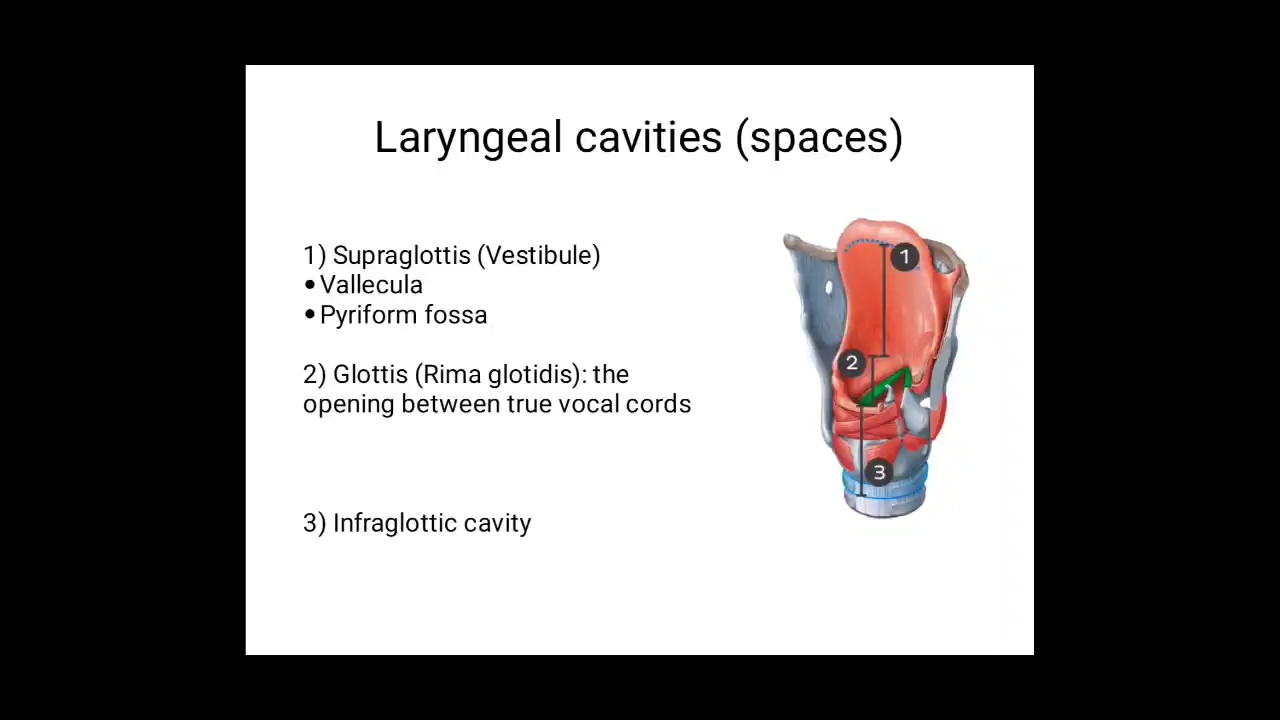 Laryngeal cavities (spaces)
1) Supraglottis (Vestibule)
• Vallecula
• Pyriform fossa
2) Glottis (Rima glotidis): the
opening between true vocal cords
3) Infraglottic cavity
1
2
3